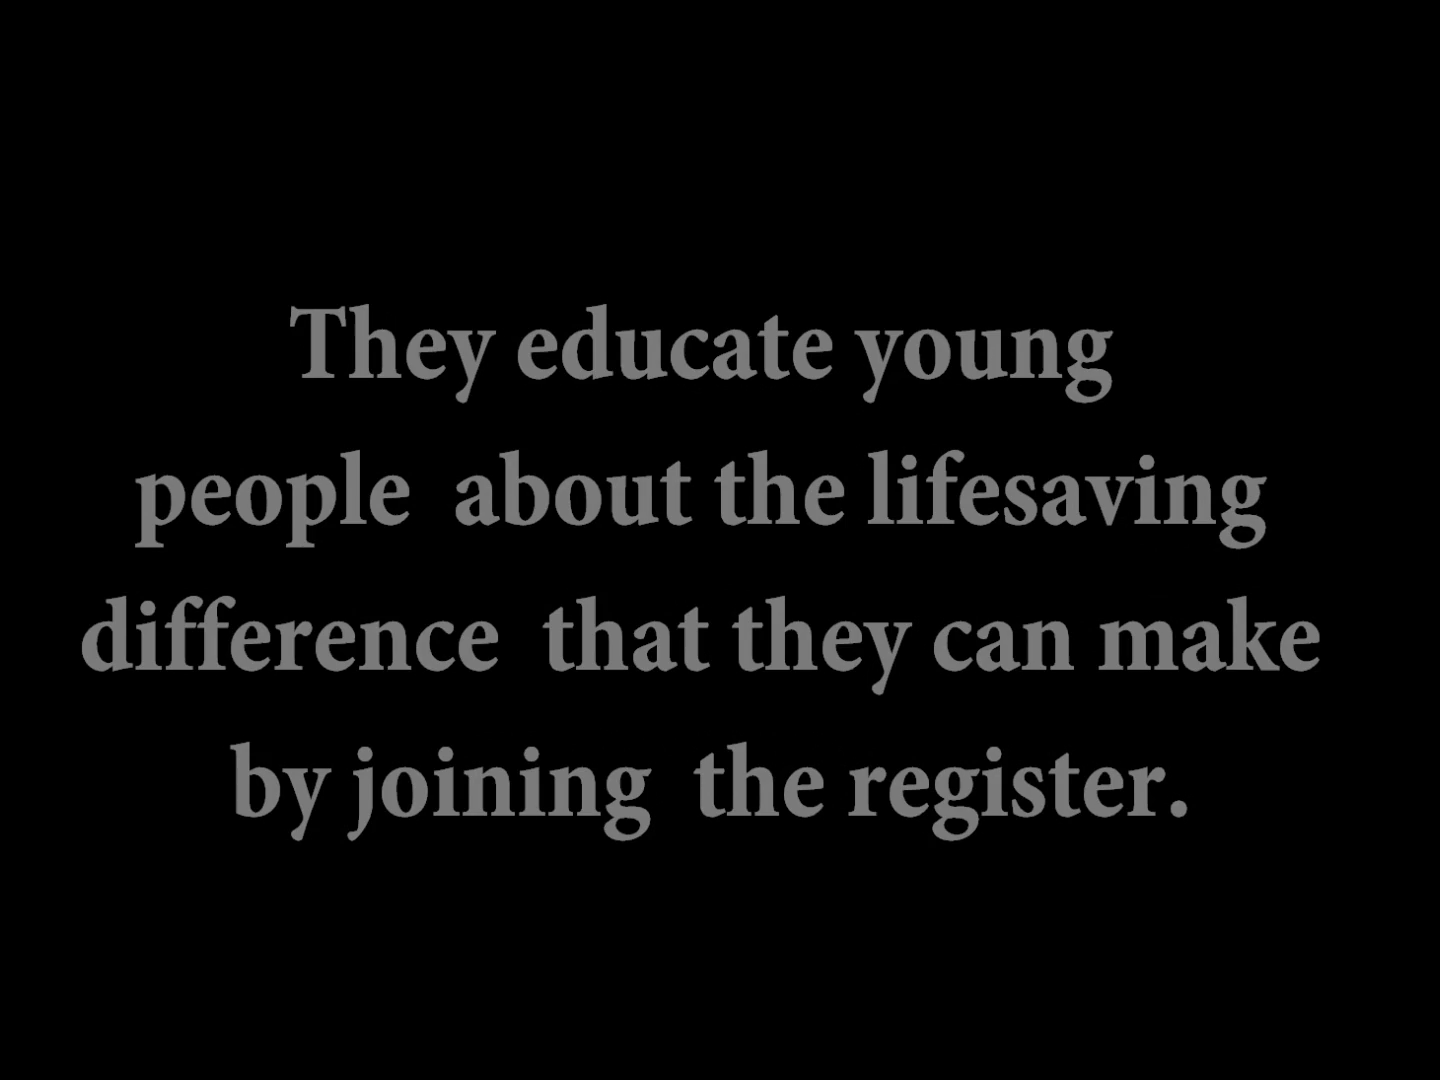 They educate young
people  about the lifesaving
difference  that they can make
by joining  the register.